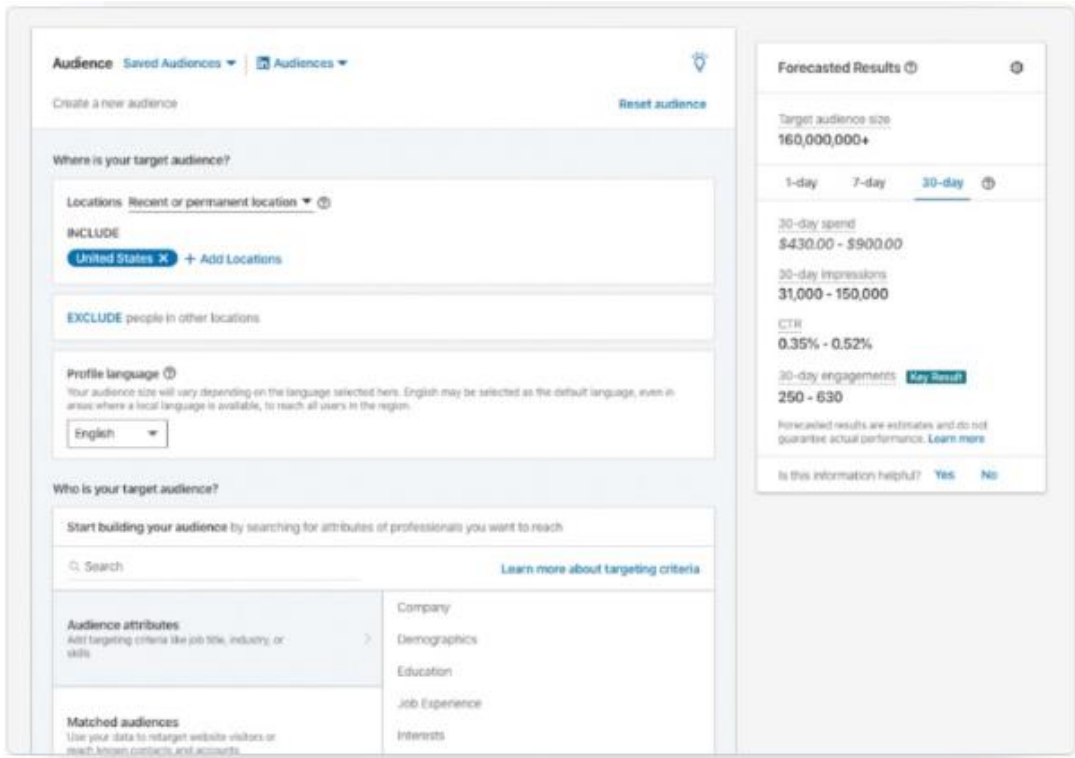 Audience Saved Audiences Audiences
Create a new audience Reset audience
Where is your target audience?
Locations Recent or permanent location
INCLUDE
United States X + Add Locations
EXCLUDE people in other locations
Profile language
Your audience size will vary depending on the language selected here. English may be selected as the default language, even in
areas where a local language is available, to reach all users in the region.
English
Who is your target audience?
Start building your audience by searching for attributes of professionals you want to reach
Search Learn more about targeting criteria
Audience attributes
Add targeting criteria like job title, industry, or
skills
Company
Demographics
Education
Job Experience
Interests
Matched audiences
Use your data to retarget website visitors or
reach known contacts and accounts
Forecasted Results
Target audience size
160,000,000+
1-day 7-day 30-day
30-day spend
$430.00 - $900.00
30-day impressions
31,000 - 150,000
CTR
0.35% - 0.52%
30-day engagements Key Result
250 - 630
Forecasted results are estimates and do not
guarantee actual performance. Learn more
Is this information helpful? Yes No